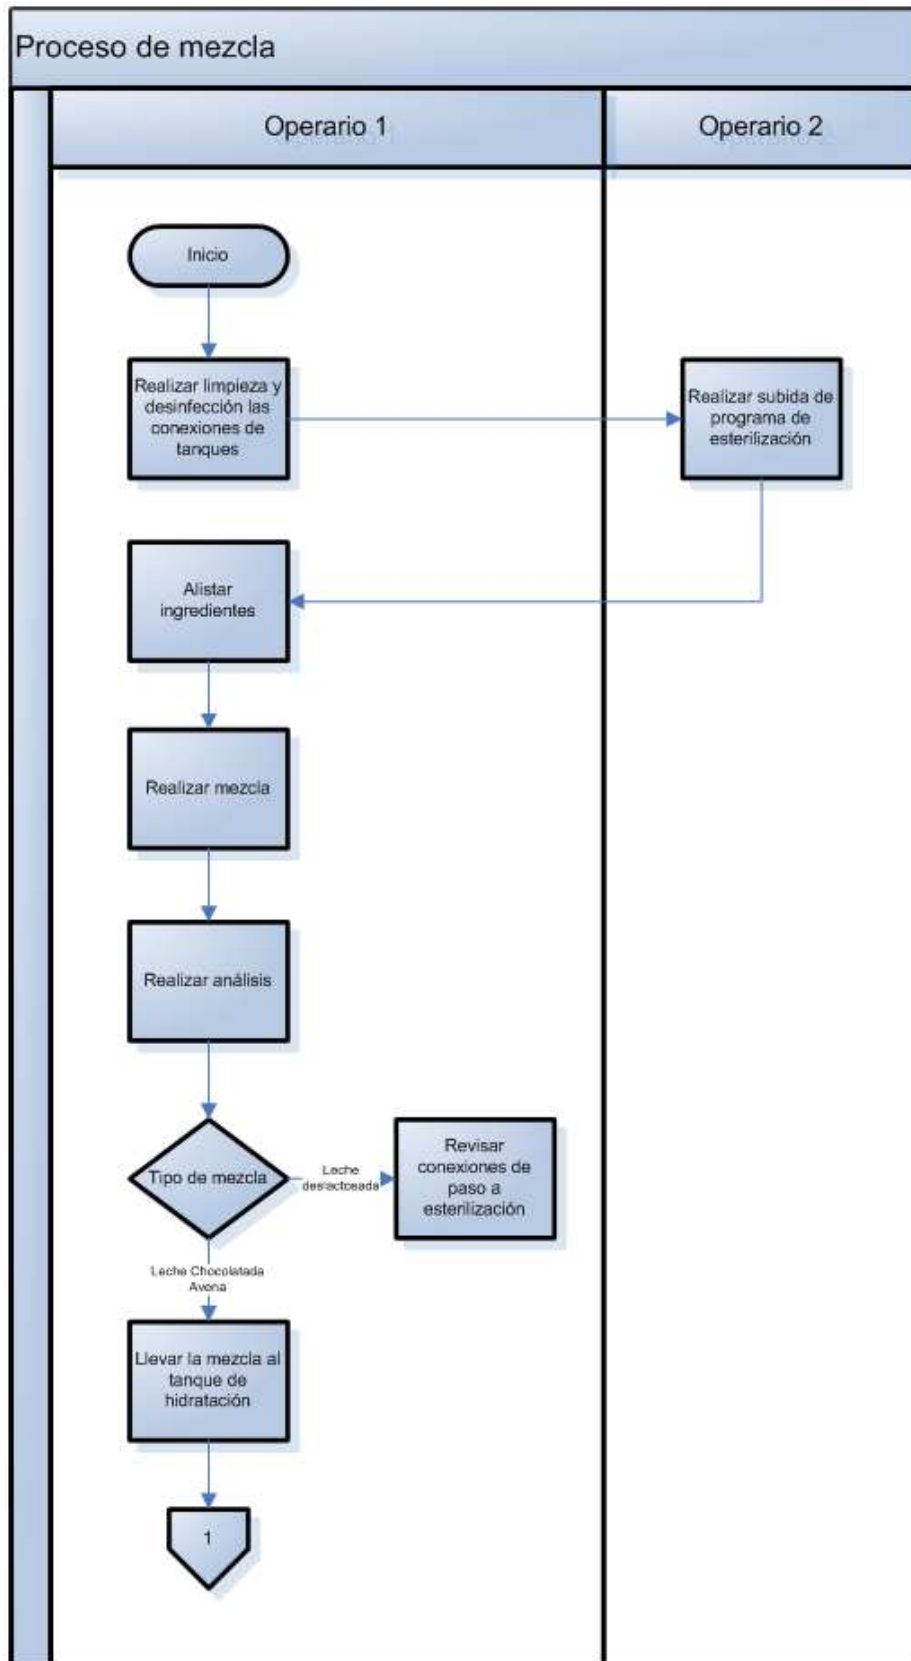 Proceso de mezcla
Operario 1
Operario 2
Inicio
Realizar limpieza y
desinfección las
conexiones de
tanques
Realizar subida de
programa de
esterilización
Alistar
ingredientes
Realizar mezcla
Realizar análisis
Tipo de mezcla
Leche
deslactosada
Revisar
conexiones de
paso a
esterilización
Leche Chocolatada
Avena
Llevar la mezcla al
tanque de
hidratación
1